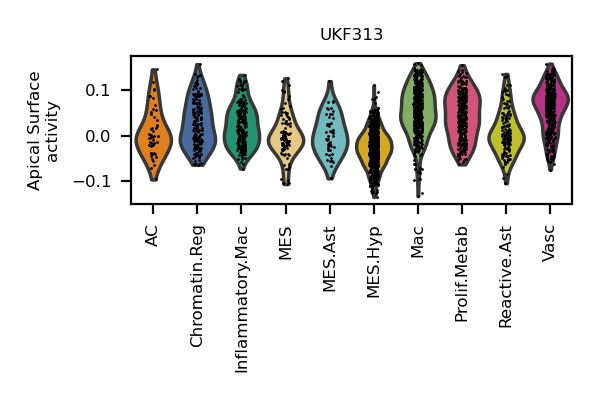 UKF313
Apical Surface
activity
0.1
0.0
−0.1
AC
Chromatin.Reg
Inflammatory.Mac
MES
MES.Ast
MES.Hyp
Mac
Prolif.Metab
Reactive.Ast
Vasc